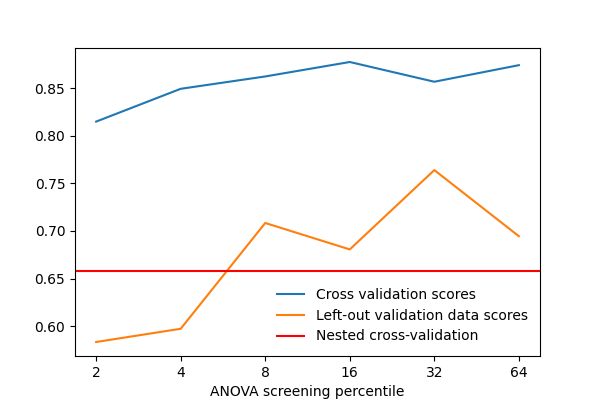 0.85
0.80
0.75
0.70
0.65
0.60
Cross validation scores
Left-out validation data scores
Nested cross-validation
2 4 8 16 32 64
ANOVA screening percentile